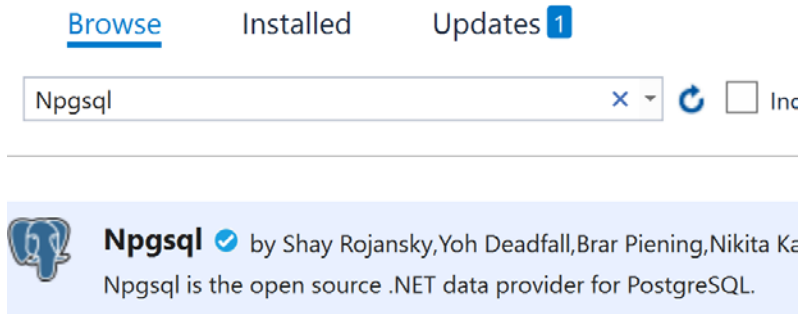 Browse Installed Updates 1
Npgsql
Npgsql by Shay Rojansky,Yoh Deadfall,Brar Piening,Nikita
Npgsql is the open source .NET data provider for PostgreSQL.